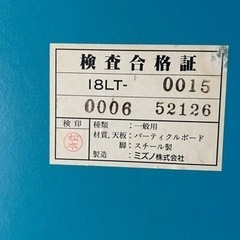 検査合格証
18LT- 0015
0006 52126
検印
種類：一般用
材質、天板：パーティクルボード
脚：スチール製
製造：ミズノ株式会社